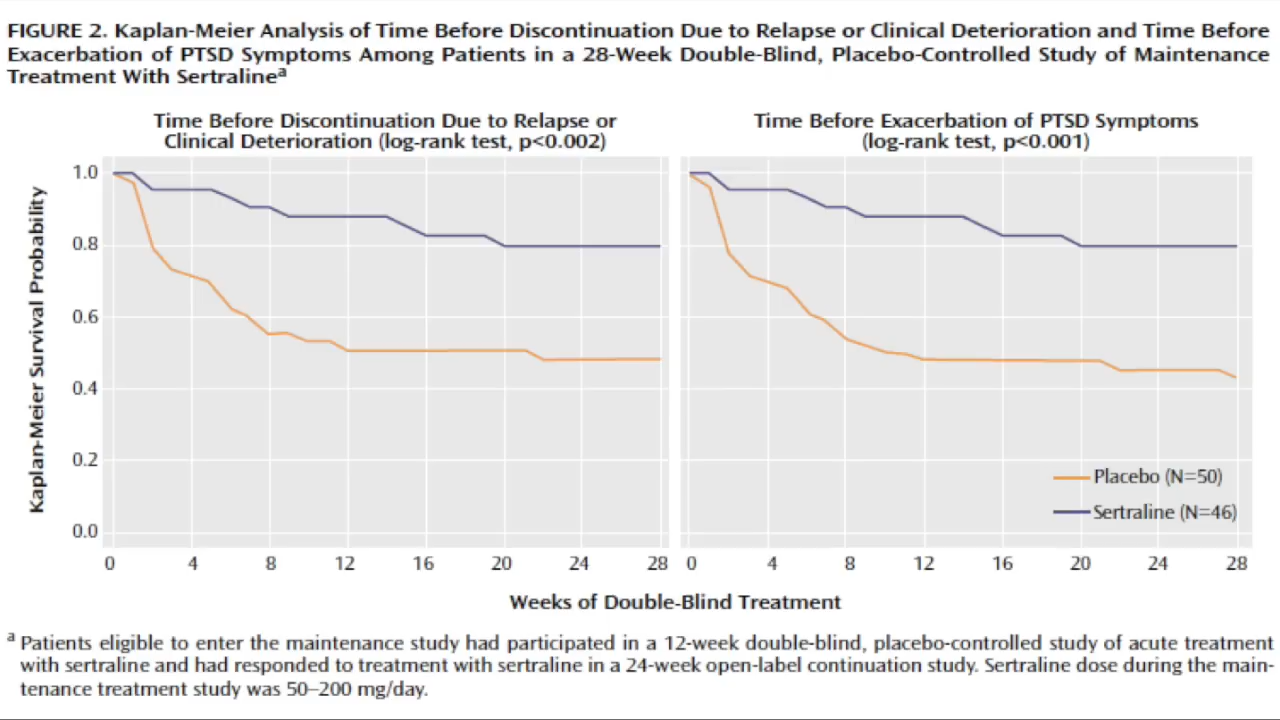 FIGURE 2. Kaplan-Meier Analysis of Time Before Discontinuation Due to Relapse or Clinical Deterioration and Time Before
Exacerbation of PTSD Symptoms Among Patients in a 28-Week Double-Blind, Placebo-Controlled Study of Maintenance
Treatment With Sertralineª
Time Before Discontinuation Due to Relapse or
Clinical Deterioration (log-rank test, p<0.002)
Time Before Exacerbation of PTSD Symptoms
(log-rank test, p<0.001)
Kaplan-Meier Survival Probability
1.0
0.8
0.6
0.4
0.2
0.0
Placebo (N=50)
Sertraline (N=46)
0 4 8 12 16 20 24 28
0 4 8 12 16 20 24 28
Weeks of Double-Blind Treatment
ª Patients eligible to enter the maintenance study had participated in a 12-week double-blind, placebo-controlled study of acute treatment
with sertraline and had responded to treatment with sertraline in a 24-week open-label continuation study. Sertraline dose during the main-
tenance treatment study was 50–200 mg/day.